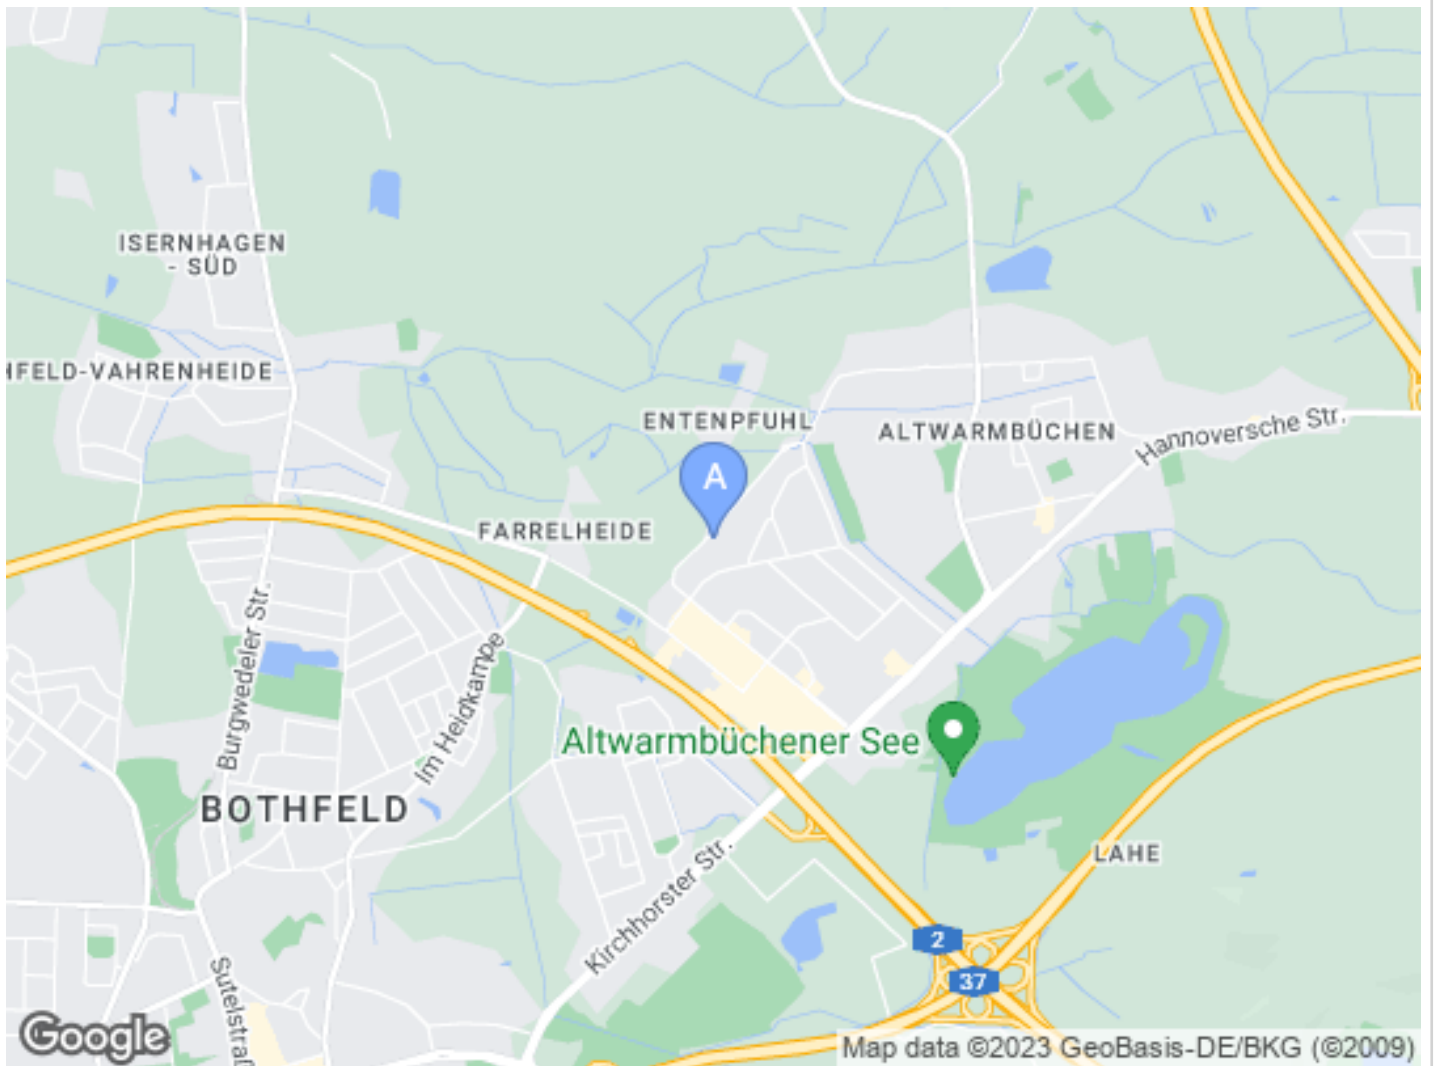 ISERNHAGEN
- SÜD
HFELD-VAHRENHEIDE
ENTENPFUHL
ALTWARMBÜCHEN
Hannoversche Str.
A
FARRELHEIDE
Burgwedeler Str.
Im Heidkampe
Altwarmbüchener See
BOTHFELD
LAHE
Kirchhorster Str.
2
37
Sutelstraß
Google
Map data ©2023 GeoBasis-DE/BKG (©2009)